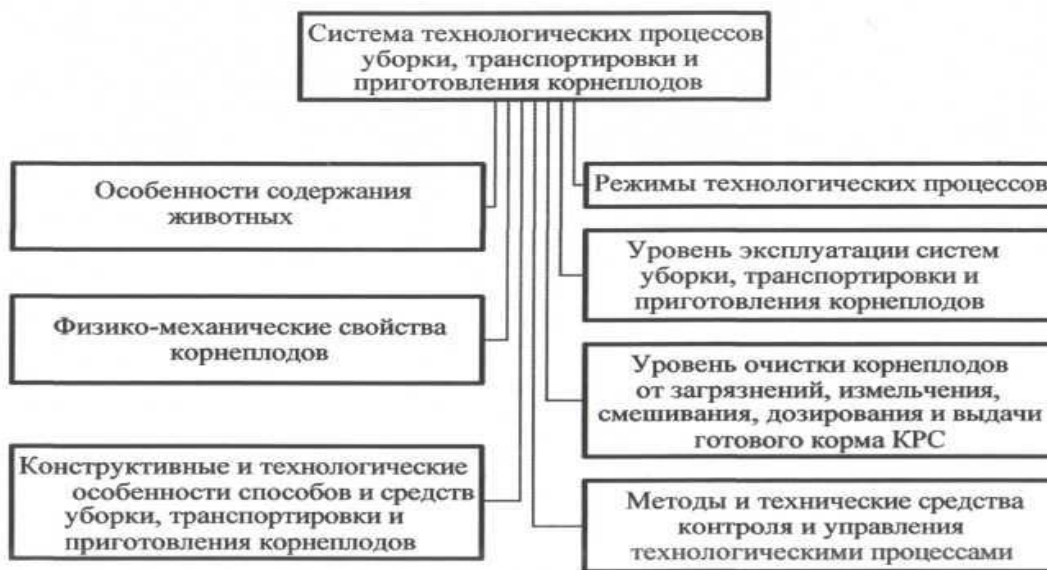 Система технологических процессов
уборки, транспортировки и
приготовления корнеплодов
Особенности содержания
животных
Физико-механические свойства
корнеплодов
Конструктивные и технологические
особенности способов и средств
уборки, транспортировки и
приготовления корнеплодов
Режимы технологических процессов
Уровень эксплуатации систем
уборки, транспортировки и
приготовления корнеплодов
Уровень очистки корнеплодов
от загрязнений, измельчения,
смешивания, дозирования и выдачи
готового корма КРС
Методы и технические средства
контроля и управления
технологическими процессами